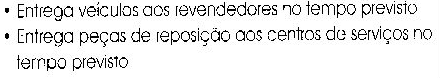 • Entrega veículos aos revendedores no tempo previsto
• Entrega peças de reposição aos centros de serviços no
tempo previsto